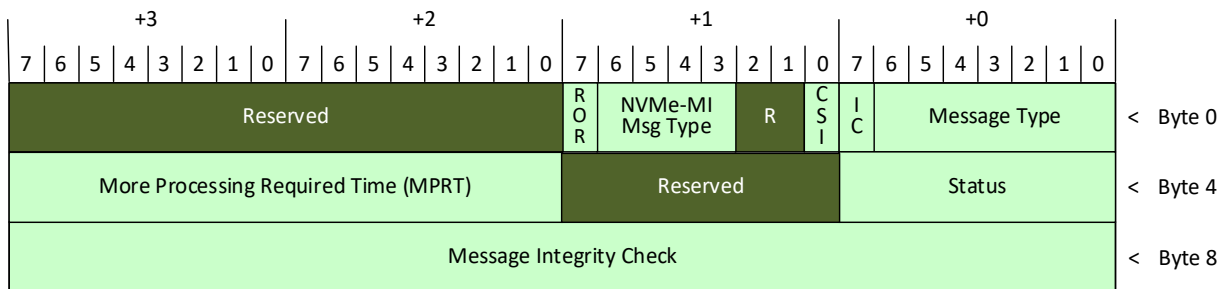 +3 +2 +1 +0
7 6 5 4 3 2 1 0 7 6 5 4 3 2 1 0 7 6 5 4 3 2 1 0 7 6 5 4 3 2 1 0
Reserved ROR NVMe-MI Msg Type R CSI IC Message Type < Byte 0
More Processing Required Time (MPRT) Reserved Status < Byte 4
Message Integrity Check < Byte 8